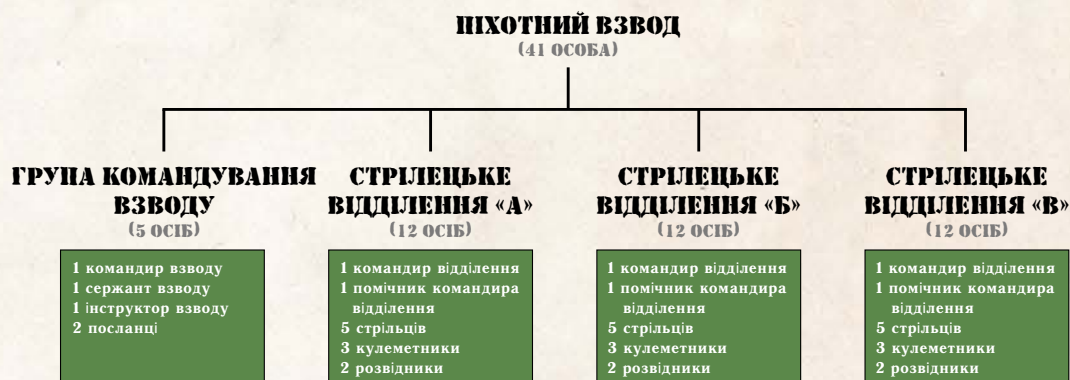 ПІХОТНИЙ ВЗВОД
(41 ОСОБА)
ГРУПА КОМАНДУВАННЯ
ВЗВОДУ
(5 ОСІБ)
1 командир взводу
1 сержант взводу
1 інструктор взводу
2 посланці
СТРІЛЕЦЬКЕ
ВІДДІЛЕННЯ «А»
(12 ОСІБ)
1 командир відділення
1 помічник командира
відділення
5 стрільців
3 кулеметники
2 розвідники
СТРІЛЕЦЬКЕ
ВІДДІЛЕННЯ «Б»
(12 ОСІБ)
1 командир відділення
1 помічник командира
відділення
5 стрільців
3 кулеметники
2 розвідники
СТРІЛЕЦЬКЕ
ВІДДІЛЕННЯ «В»
(12 ОСІБ)
1 командир відділення
1 помічник командира
відділення
5 стрільців
3 кулеметники
2 розвідники